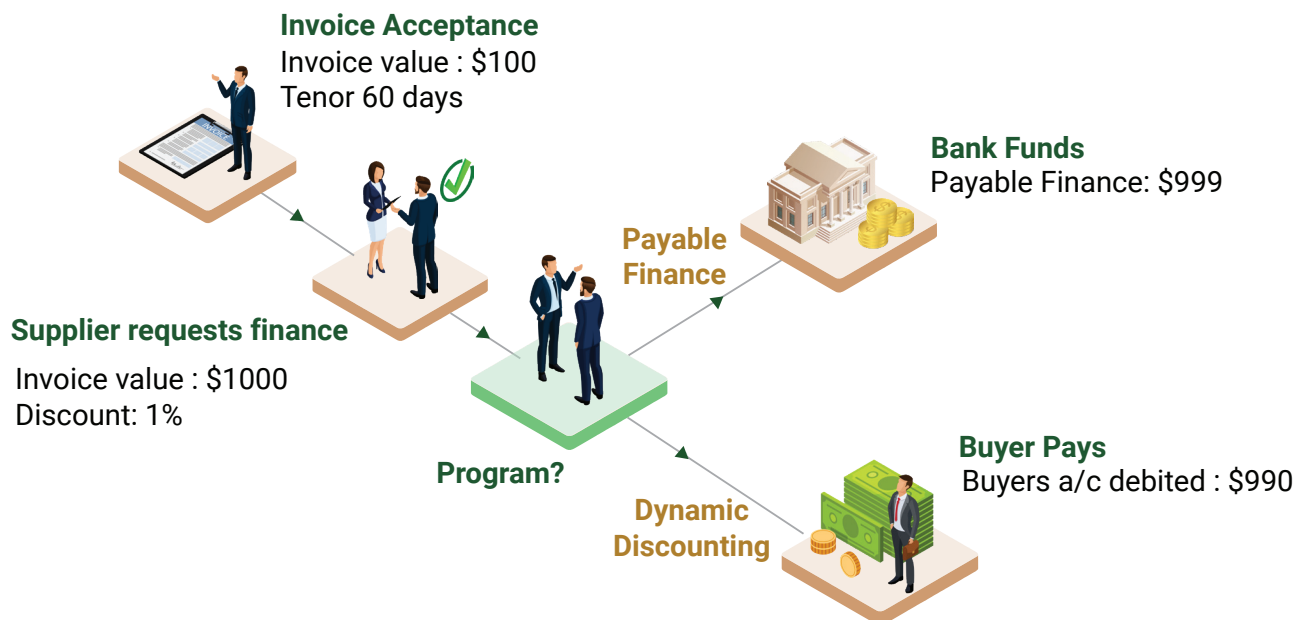 Invoice Acceptance
Invoice value : $100
Tenor 60 days
INVOICE
Supplier requests finance
Invoice value : $1000
Discount: 1%
Program?
Payable
Finance
Bank Funds
Payable Finance: $999
Dynamic
Discounting
Buyer Pays
Buyers a/c debited : $990